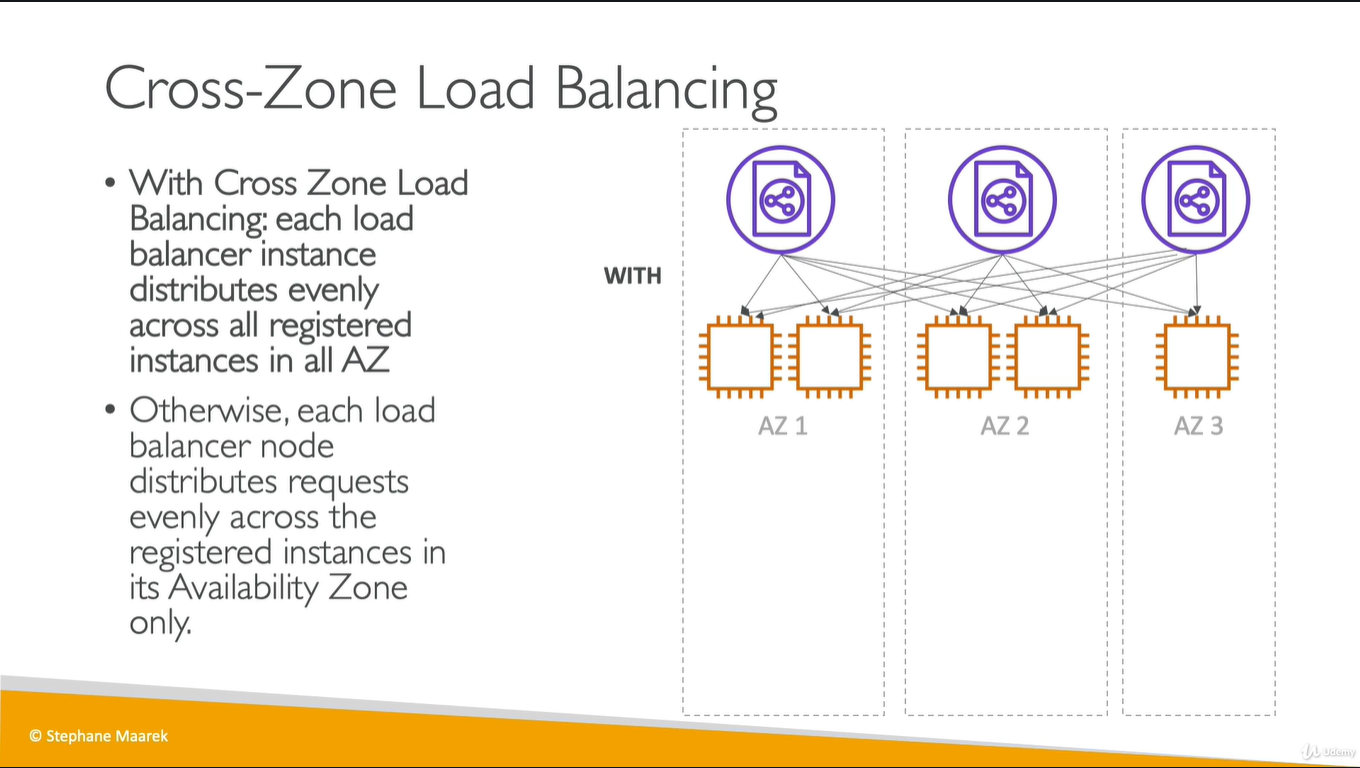 Cross-Zone Load Balancing
• With Cross Zone Load
Balancing: each load
balancer instance
distributes evenly
across all registered
instances in all AZ
• Otherwise, each load
balancer node
distributes requests
evenly across the
registered instances in
its Availability Zone
only.
WITH
AZ 1
AZ 2
AZ 3
© Stephane Maarek
Udemy